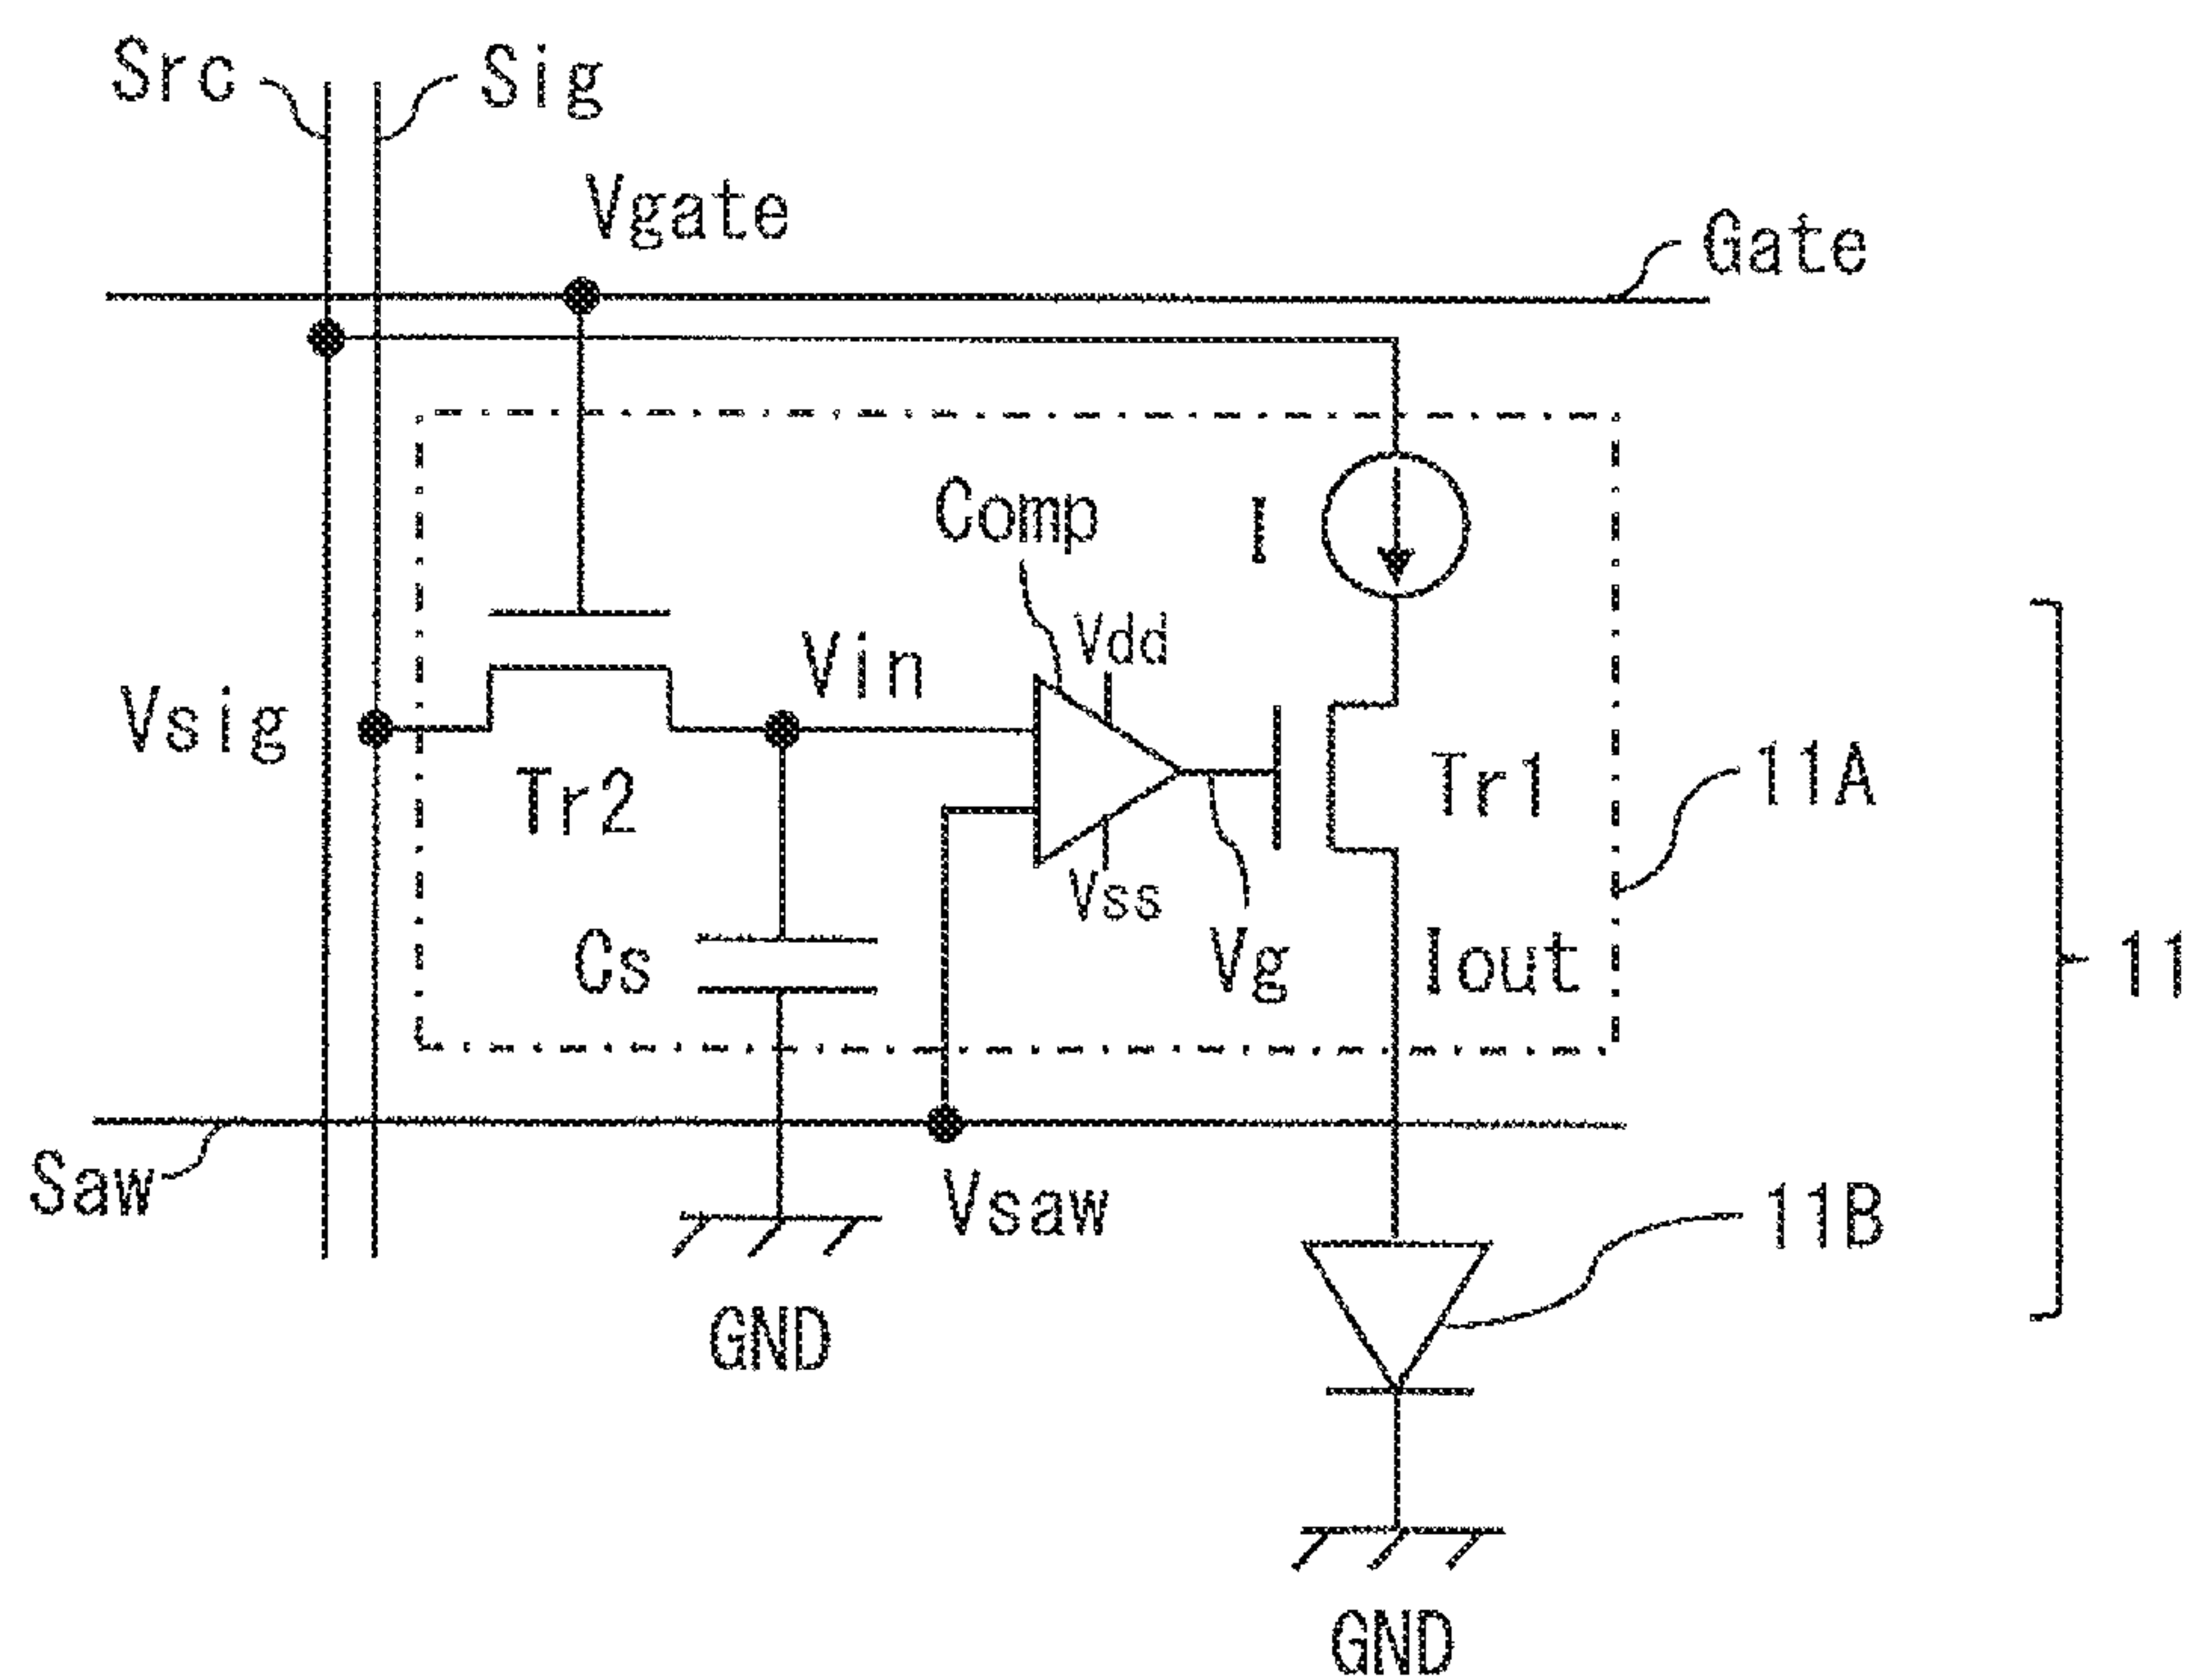 Src
Sig
Vgate
Gate
Comp
I
Vdd
Vin
Vsig
Tr2
Tr1
11A
Vss
Cs
Vg
Iout
11
Saw
Vsaw
11B
GND
GND